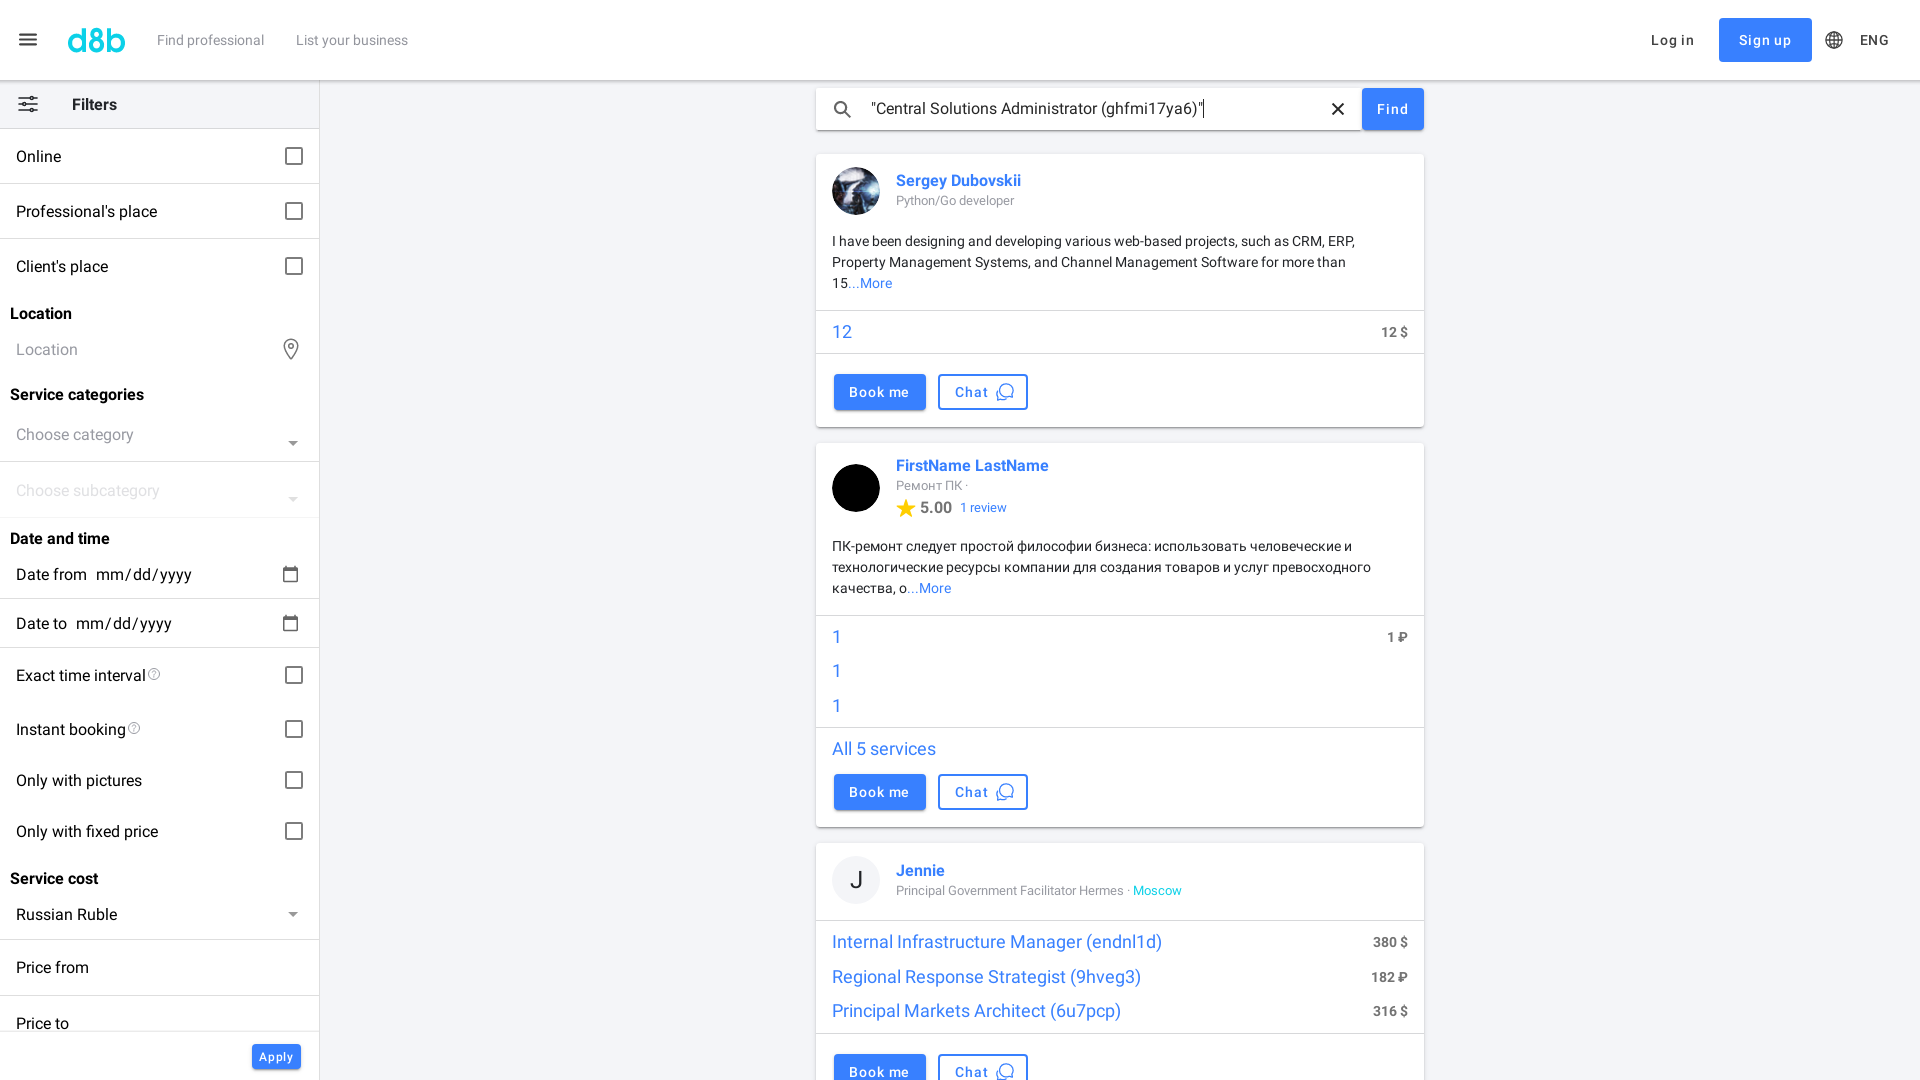 d8b
Find professional
List your business
Log in
Sign up
ENG
Filters
Online
Professional's place
Client's place
Location
Location
Service categories
Choose category
Choose subcategory
Date and time
Date from mm/dd/yyyy
Date to mm/dd/yyyy
Exact time interval
Instant booking
Only with pictures
Only with fixed price
Service cost
Russian Ruble
Price from
Price to
Apply
"Central Solutions Administrator (ghfmi17ya6)"
Find
Sergey Dubovskii
Python/Go developer
I have been designing and developing various web-based projects, such as CRM, ERP,
Property Management Systems, and Channel Management Software for more than
15...More
12 12 $
Book me Chat
FirstName LastName
Ремонт ПК ·
5.00 1 review
ПК-ремонт следует простой философии бизнеса: использовать человеческие и
технологические ресурсы компании для создания товаров и услуг превосходного
качества, о...More
1 1 ₽
1
1
All 5 services
Book me Chat
J
Jennie
Principal Government Facilitator Hermes · Moscow
Internal Infrastructure Manager (endnl1d) 380 $
Regional Response Strategist (9hveg3) 182 ₽
Principal Markets Architect (6u7pcp) 316 $
Book me Chat